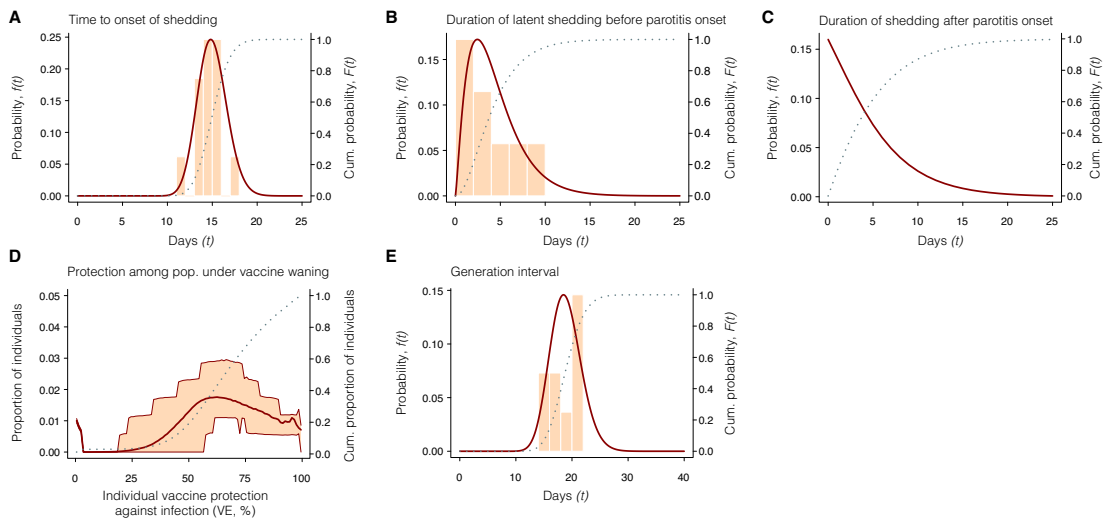 A
Time to onset of shedding
Probability, f(t)
0.25
0.20
0.15
0.10
0.05
0.00
1.0
0.8
0.6
0.4
0.2
0.0
Cum. probability, F(t)
0 5 10 15 20 25
Days (t)
B
Duration of latent shedding before parotitis onset
Probability, f(t)
0.15
0.10
0.05
0.00
1.0
0.8
0.6
0.4
0.2
0.0
Cum. probability, F(t)
0 5 10 15 20 25
Days (t)
C
Duration of shedding after parotitis onset
Probability, f(t)
0.15
0.10
0.05
0.00
1.0
0.8
0.6
0.4
0.2
0.0
Cum. probability, F(t)
0 5 10 15 20 25
Days (t)
D
Protection among pop. under vaccine waning
Proportion of individuals
0.05
0.04
0.03
0.02
0.01
0.00
1.0
0.8
0.6
0.4
0.2
0.0
Cum proportion of individuals
0 25 50 75 100
Individual vaccine protection
against infection (VE, %)
E
Generation interval
Probability, f(t)
0.15
0.10
0.05
0.00
1.0
0.8
0.6
0.4
0.2
0.0
Cum. probability, F(t)
0 10 20 30 40
Days (t)